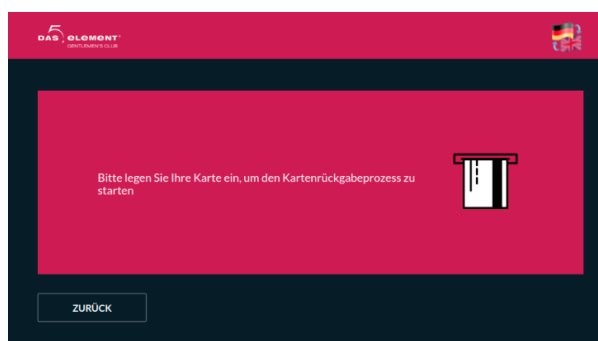 DAS 5. ELEMENT
GENTLEMEN'S CLUB
Bitte legen Sie Ihre Karte ein, um den Kartenrückgabeprozess zu
starten
ZURÜCK